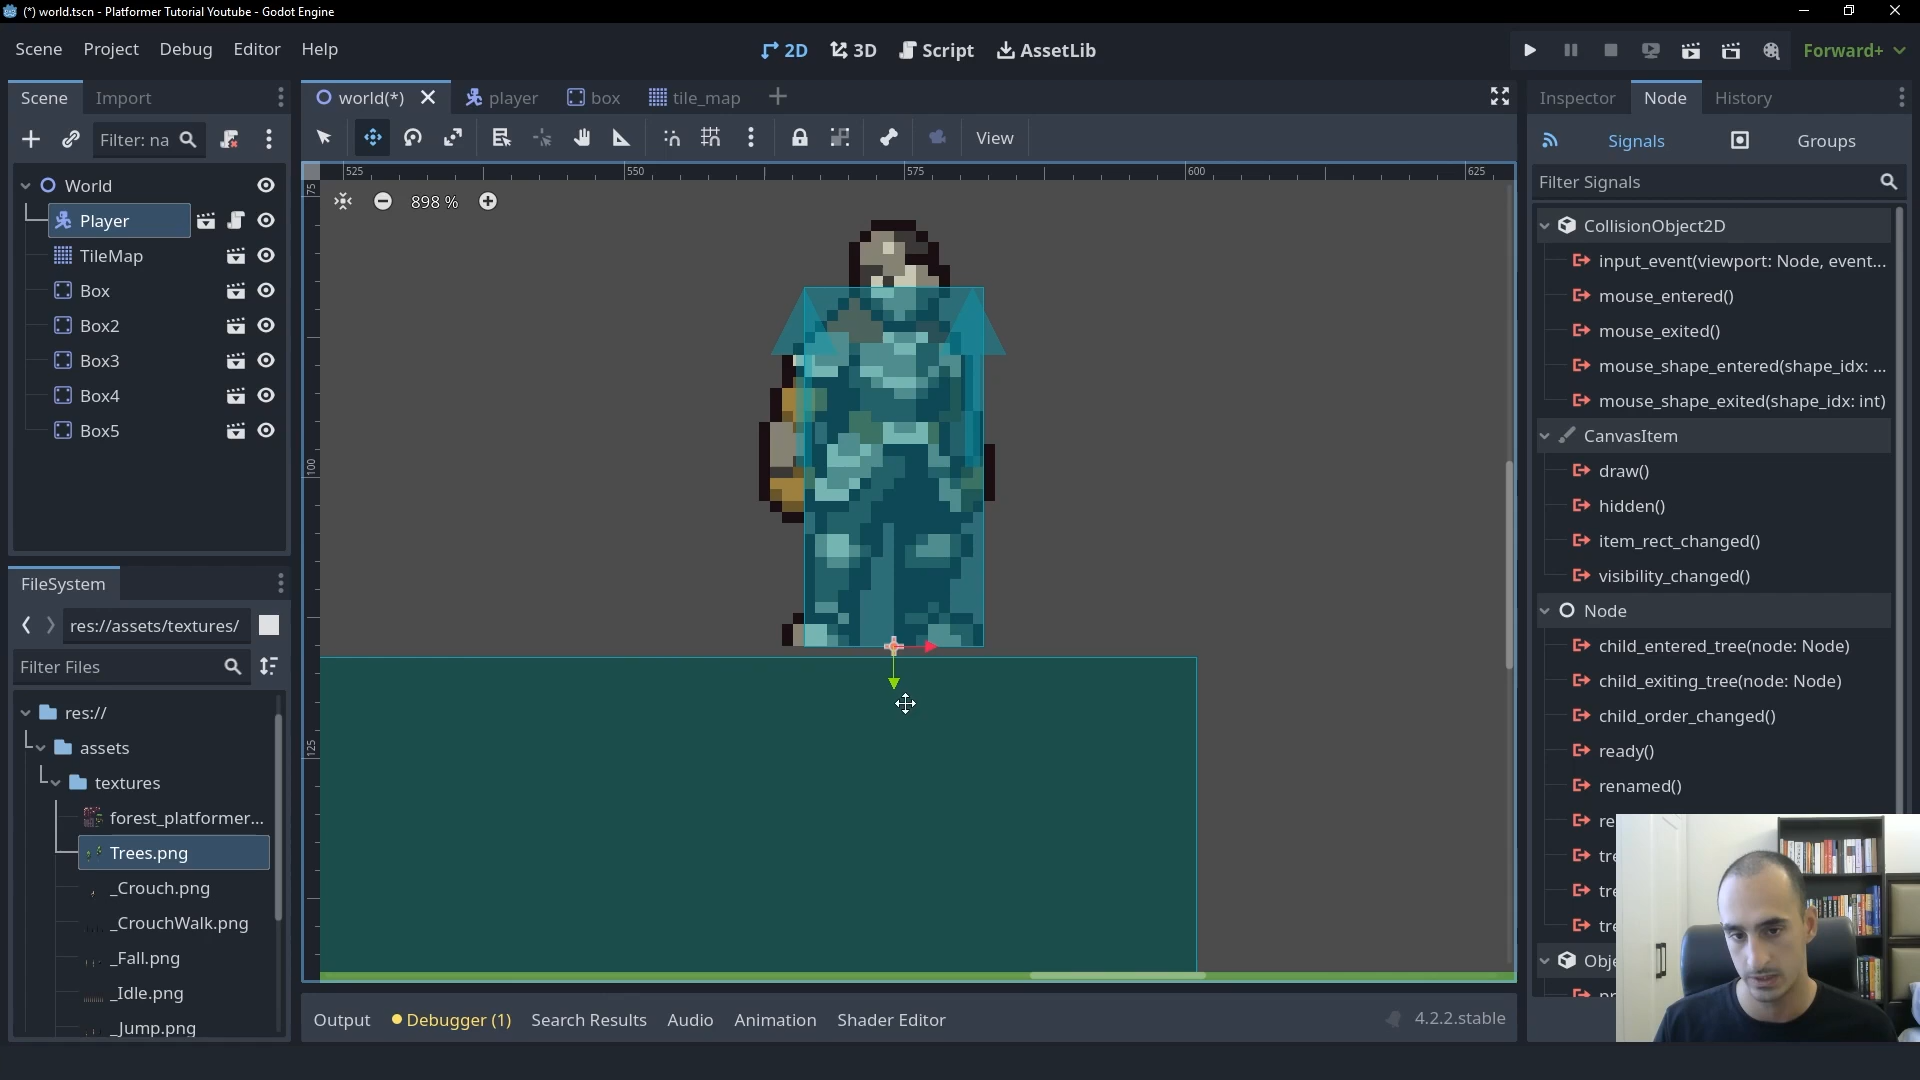 (*) world.tscn - Platformer Tutorial Youtube - Godot Engine
Scene Project Debug Editor Help
2D 3D Script AssetLib
Forward+
Scene Import
world(*) player box tile_map
Inspector Node History
Filter: na
View
Signals Groups
Filter Signals
525 550 575 600 625
75
100
125
898 %
World
Player
TileMap
Box
Box2
Box3
Box4
Box5
FileSystem
res://assets/textures/
Filter Files
res://
assets
textures
forest_platformer...
Trees.png
_Crouch.png
_CrouchWalk.png
_Fall.png
_Idle.png
_Jump.png
CollisionObject2D
input_event(viewport: Node, event...
mouse_entered()
mouse_exited()
mouse_shape_entered(shape_idx: ...
mouse_shape_exited(shape_idx: int)
CanvasItem
draw()
hidden()
item_rect_changed()
visibility_changed()
Node
child_entered_tree(node: Node)
child_exiting_tree(node: Node)
child_order_changed()
ready()
renamed()
re
tre
tre
tre
Obje
Output Debugger (1) Search Results Audio Animation Shader Editor
4.2.2.stable